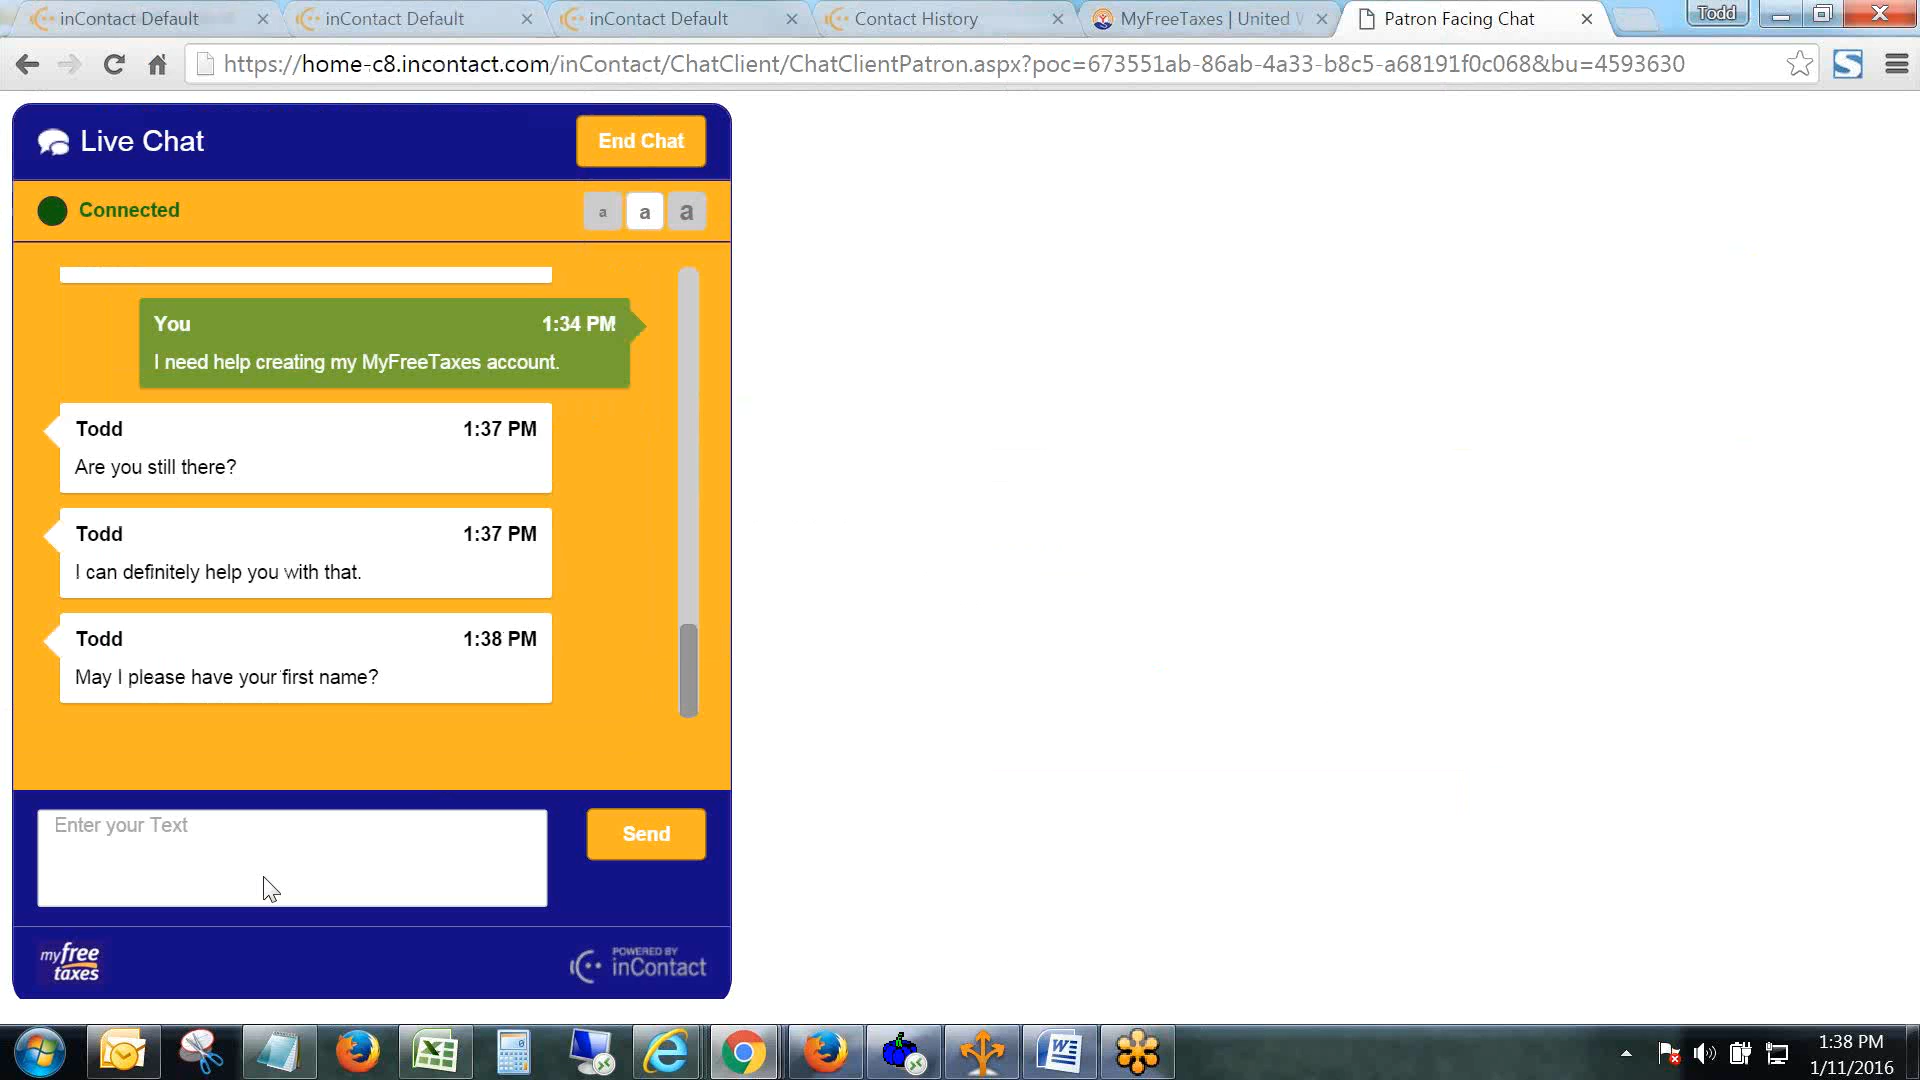 inContact Default
inContact Default
inContact Default
Contact History
MyFreeTaxes | United
Patron Facing Chat
Todd
https://home-c8.incontact.com/inContact/ChatClient/ChatClientPatron.aspx?poc=673551ab-86ab-4a33-b8c5-a68191f0c068&bu=4593630
Live Chat
End Chat
Connected
a a a
You 1:34 PM
I need help creating my MyFreeTaxes account.
Todd 1:37 PM
Are you still there?
Todd 1:37 PM
I can definitely help you with that.
Todd 1:38 PM
May I please have your first name?
Enter your Text
Send
my free
taxes
POWERED BY
inContact
1:38 PM
1/11/2016